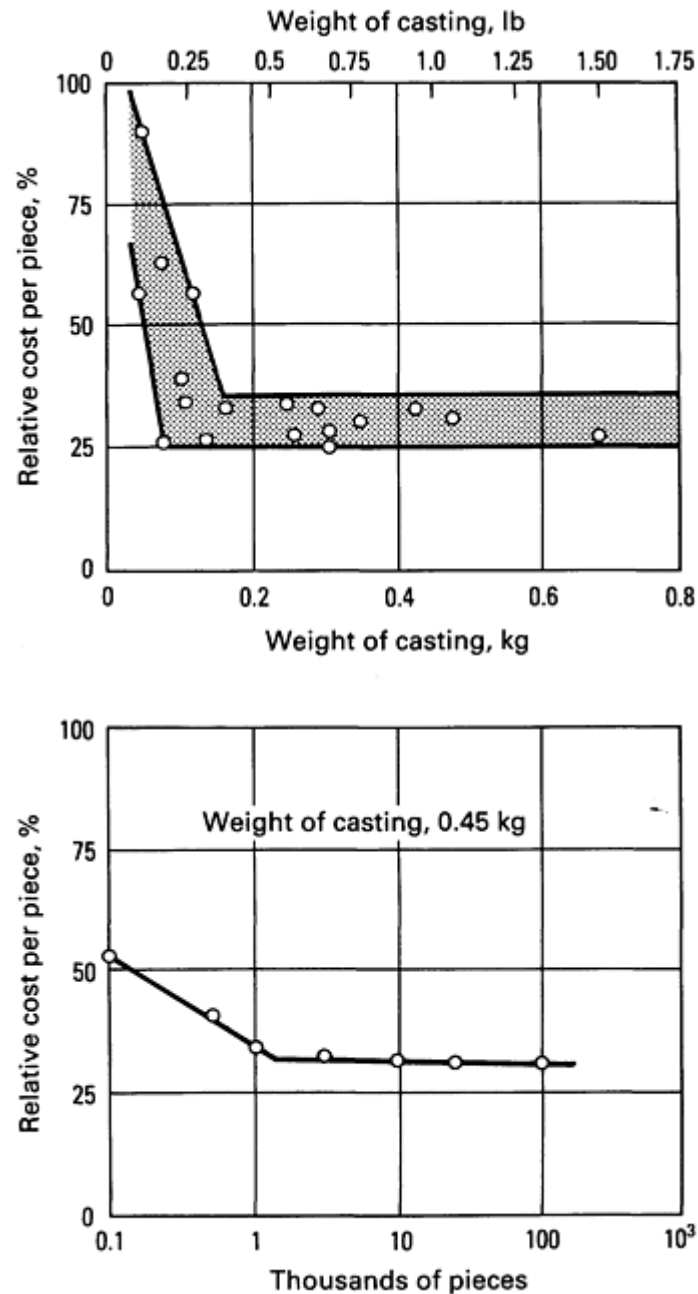 Weight of casting, lb
0 0.25 0.50 0.75 1.00 1.25 1.50 1.75
100
75
50
25
0
Relative cost per piece, %
0 0.2 0.4 0.6 0.8
Weight of casting, kg
100
75
50
25
0
Relative cost per piece, %
Weight of casting, 0.45 kg
0.1 1 10 100 10³
Thousands of pieces